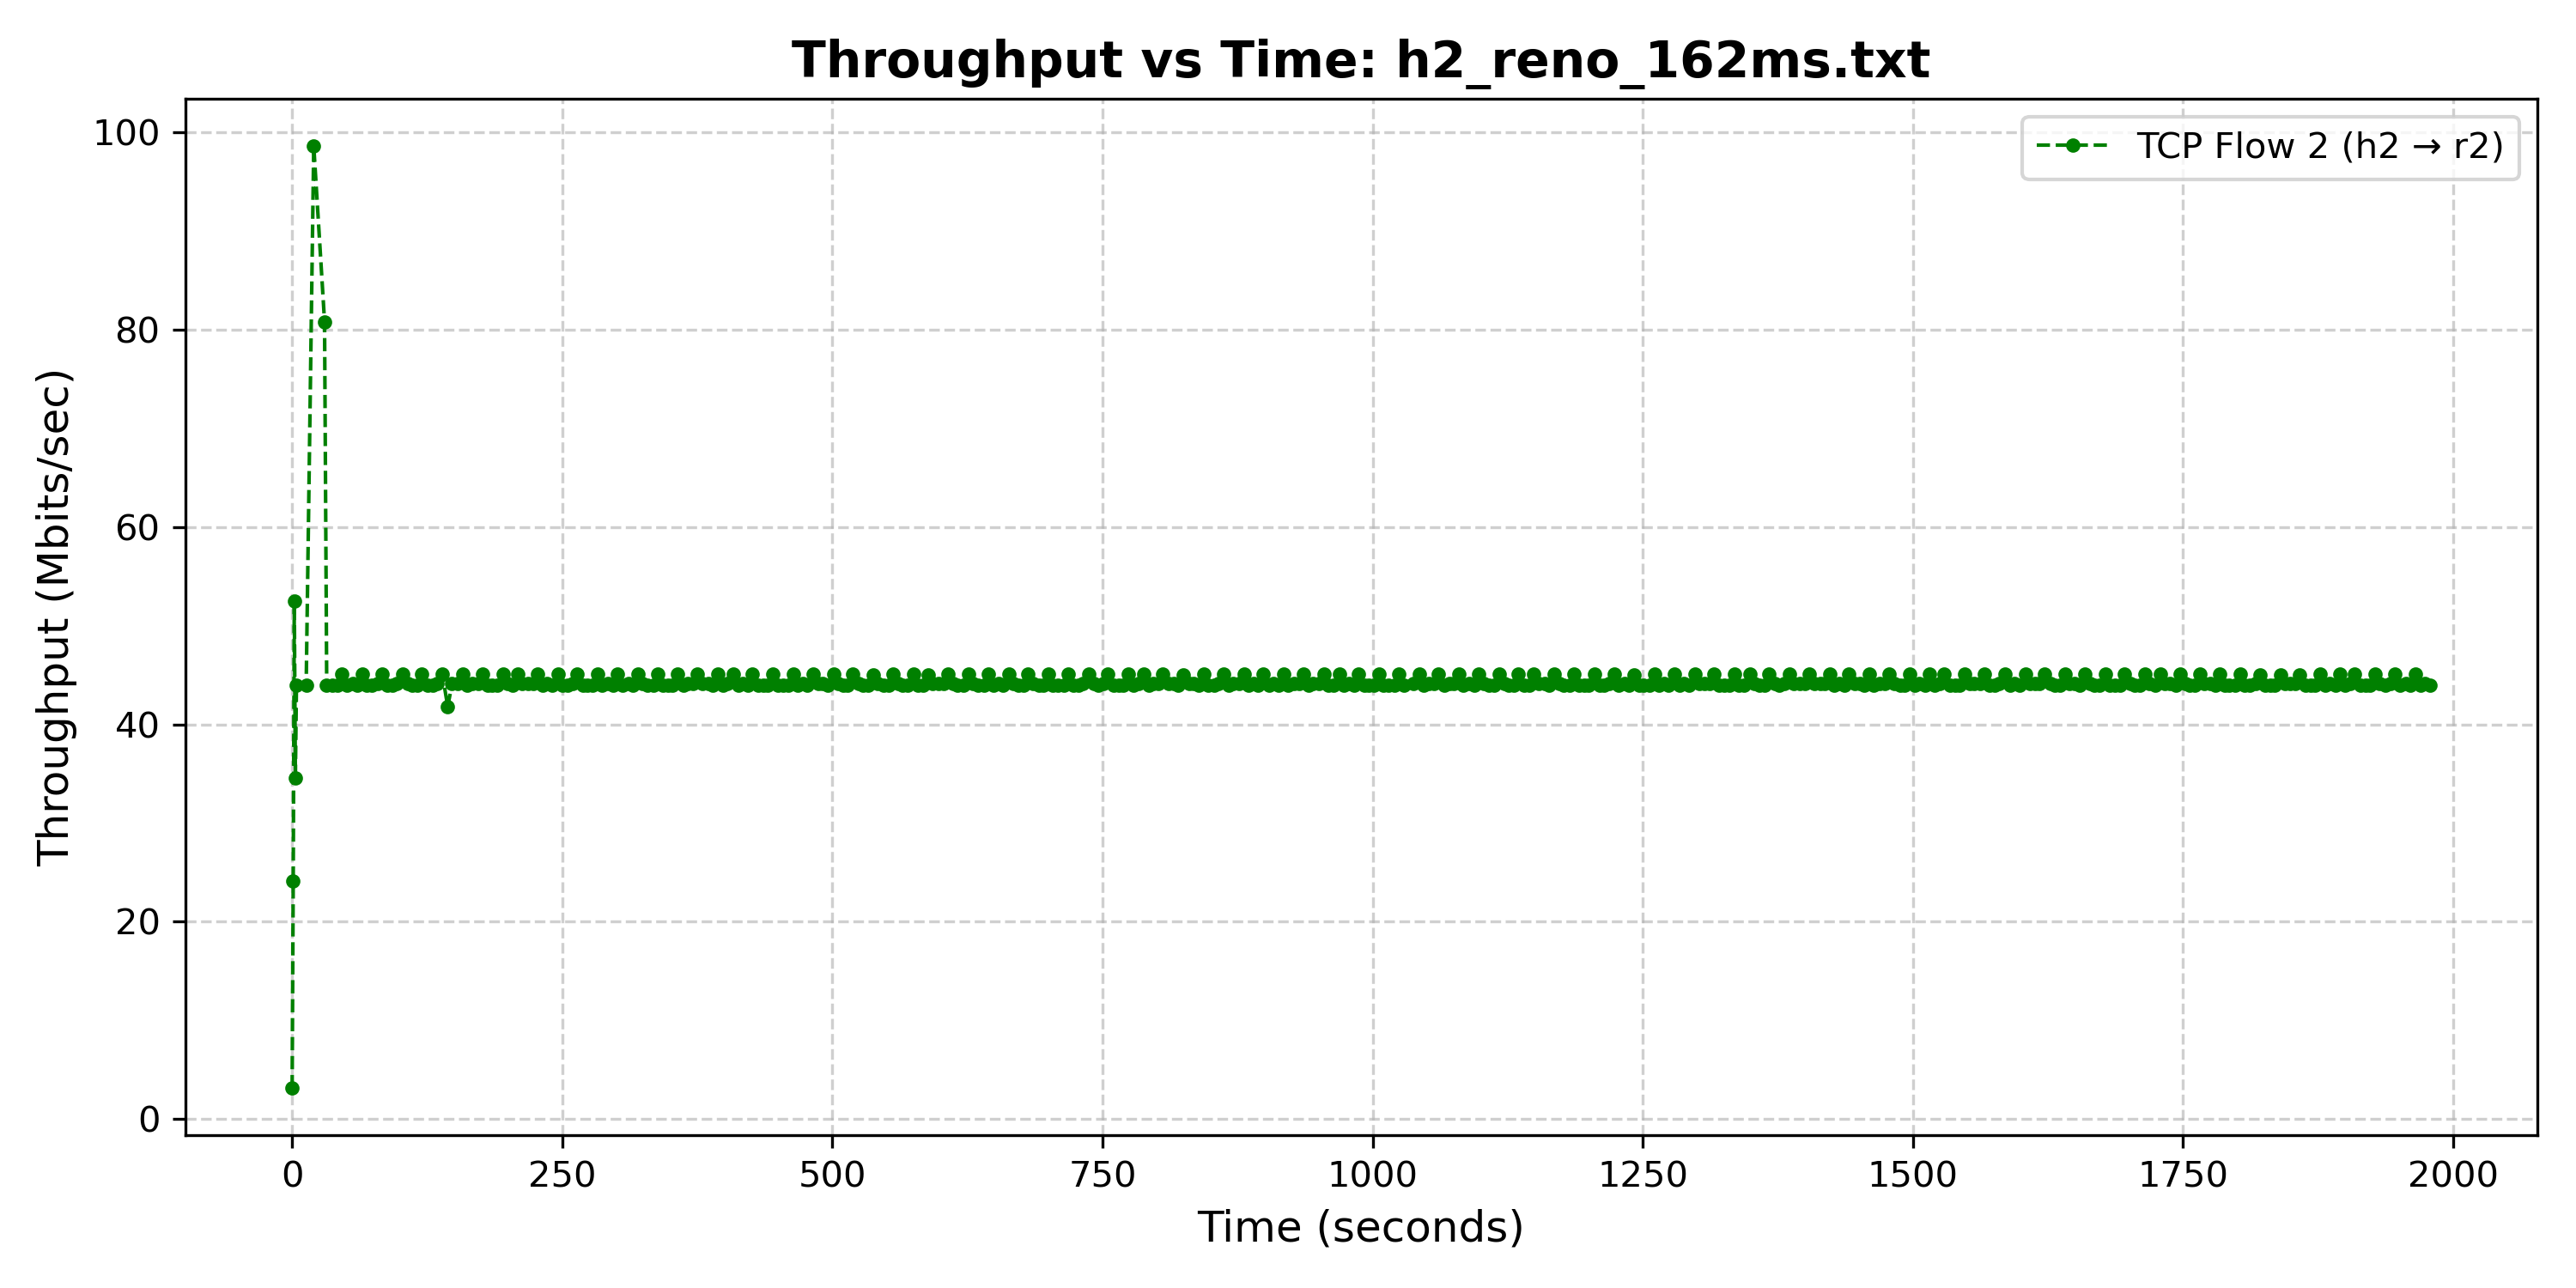 Throughput vs Time: h2_reno_162ms.txt
TCP Flow 2 (h2 → r2)
Throughput (Mbits/sec)
100
80
60
40
20
0
0 250 500 750 1000 1250 1500 1750 2000
Time (seconds)